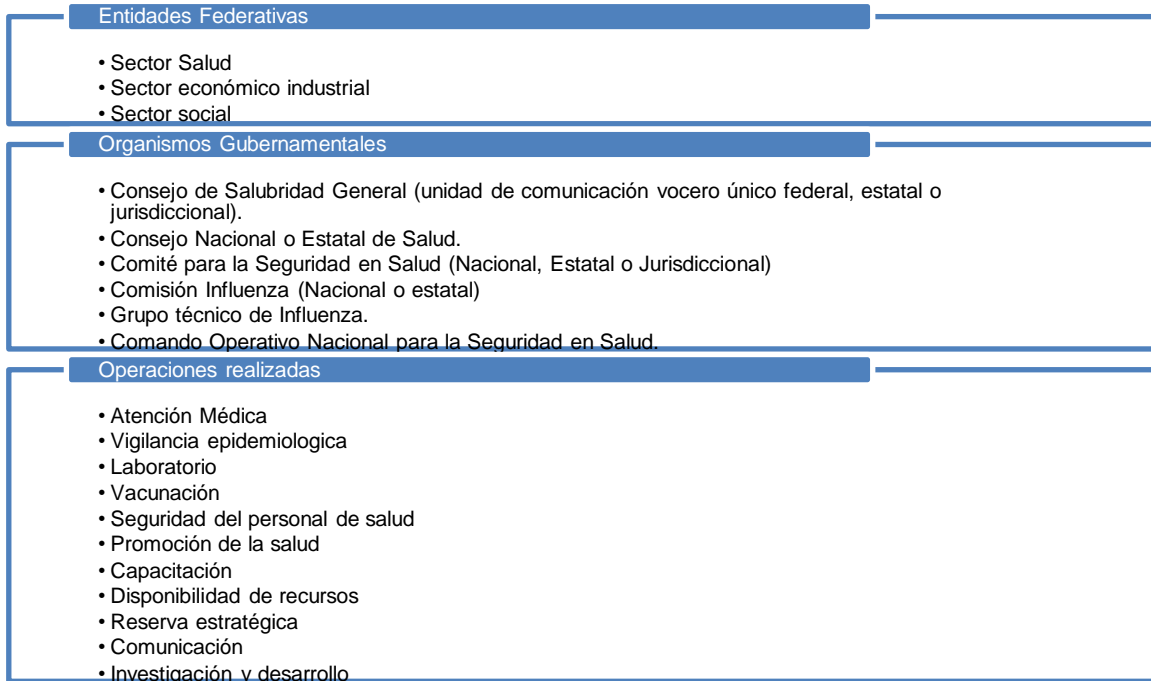 Entidades Federativas
• Sector Salud
• Sector económico industrial
• Sector social
Organismos Gubernamentales
• Consejo de Salubridad General (unidad de comunicación vocero único federal, estatal o
jurisdiccional).
• Consejo Nacional o Estatal de Salud.
• Comité para la Seguridad en Salud (Nacional, Estatal o Jurisdiccional)
• Comisión Influenza (Nacional o estatal)
• Grupo técnico de Influenza.
• Comando Operativo Nacional para la Seguridad en Salud.
Operaciones realizadas
• Atención Médica
• Vigilancia epidemiologica
• Laboratorio
• Vacunación
• Seguridad del personal de salud
• Promoción de la salud
• Capacitación
• Disponibilidad de recursos
• Reserva estratégica
• Comunicación
• Investigación y desarrollo